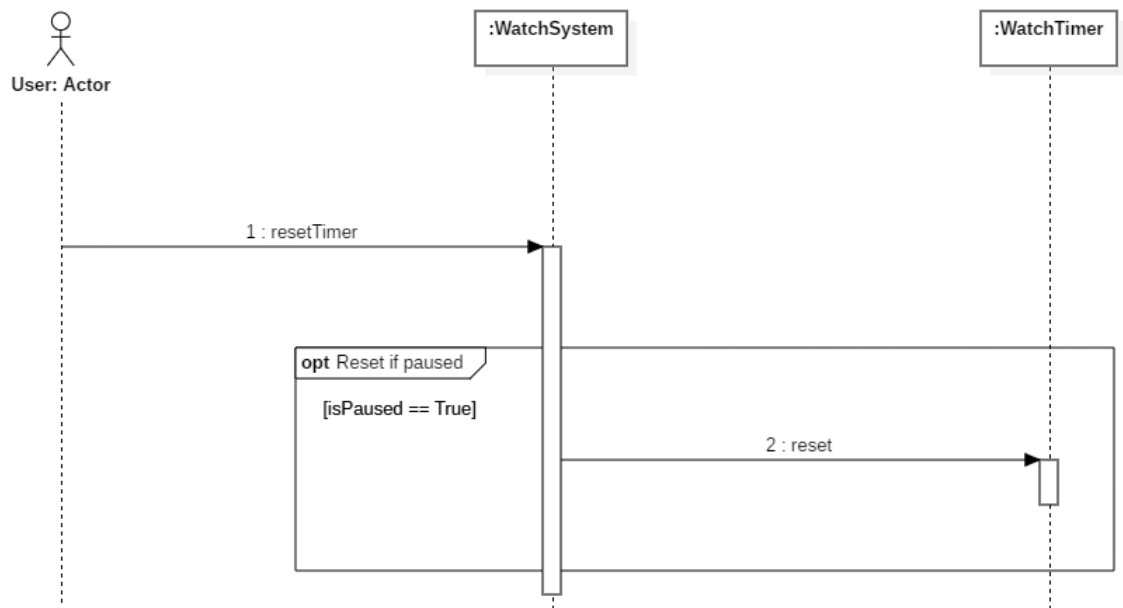 :WatchSystem
:WatchTimer
User: Actor
1 : resetTimer
opt Reset if paused
[isPaused == True]
2 : reset